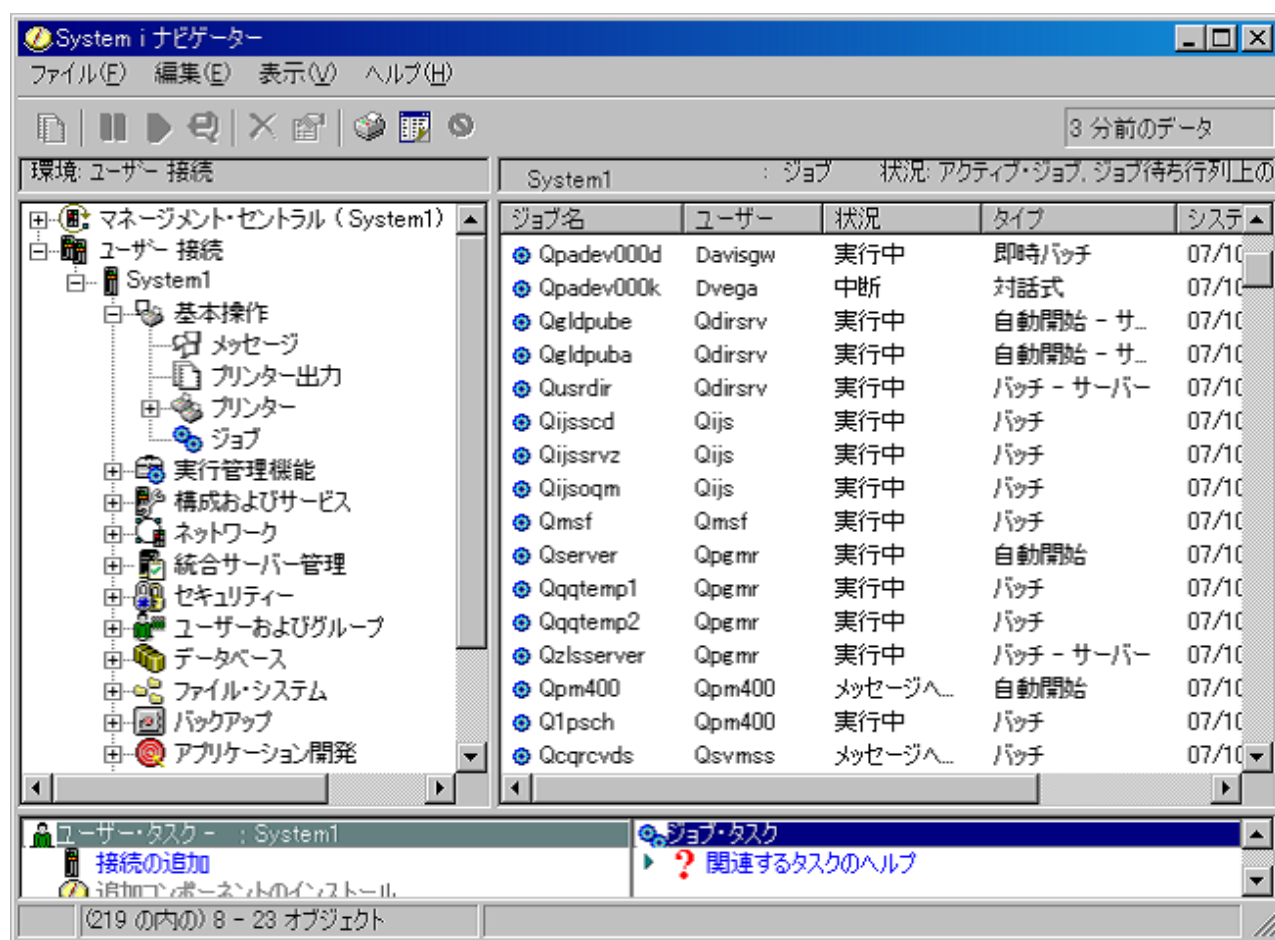 System i ナビゲーター
ファイル(F) 編集(E) 表示(V) ヘルプ(H)
3 分前のデータ
環境: ユーザー 接続
System1 : ジョブ 状況: アクティブ・ジョブ, ジョブ待ち行列上の
マネージメント・セントラル (System1)
ユーザー 接続
System1
基本操作
メッセージ
プリンター出力
プリンター
ジョブ
実行管理機能
構成およびサービス
ネットワーク
統合サーバー管理
セキュリティー
ユーザーおよびグループ
データベース
ファイル・システム
バックアップ
アプリケーション開発
ジョブ名 ユーザー 状況 タイプ システ
Qpadev000d Davisgw 実行中 即時バッチ 07/10
Qpadev000k Dvega 中断 対話式 07/10
Qgldpube Qdirsrv 実行中 自動開始 - サ... 07/10
Qgldpuba Qdirsrv 実行中 自動開始 - サ... 07/10
Qusrdir Qdirsrv 実行中 バッチ - サーバー 07/10
Qijsscd Qijs 実行中 バッチ 07/10
Qijssrvz Qijs 実行中 バッチ 07/10
Qijsoqm Qijs 実行中 バッチ 07/10
Qmsf Qmsf 実行中 バッチ 07/10
Qserver Qpgmr 実行中 自動開始 07/10
Qqqtemp1 Qpgmr 実行中 バッチ 07/10
Qqqtemp2 Qpgmr 実行中 バッチ 07/10
Qzlsserver Qpgmr 実行中 バッチ - サーバー 07/10
Qpm400 Qpm400 メッセージへ... 自動開始 07/10
Q1psch Qpm400 実行中 バッチ 07/10
Qcqrcvds Qsvmss メッセージへ... バッチ 07/10
ユーザー・タスク - : System1
接続の追加
追加コンポーネントのインストール
ジョブ・タスク
関連するタスクのヘルプ
(219 の内の) 8 - 23 オブジェクト